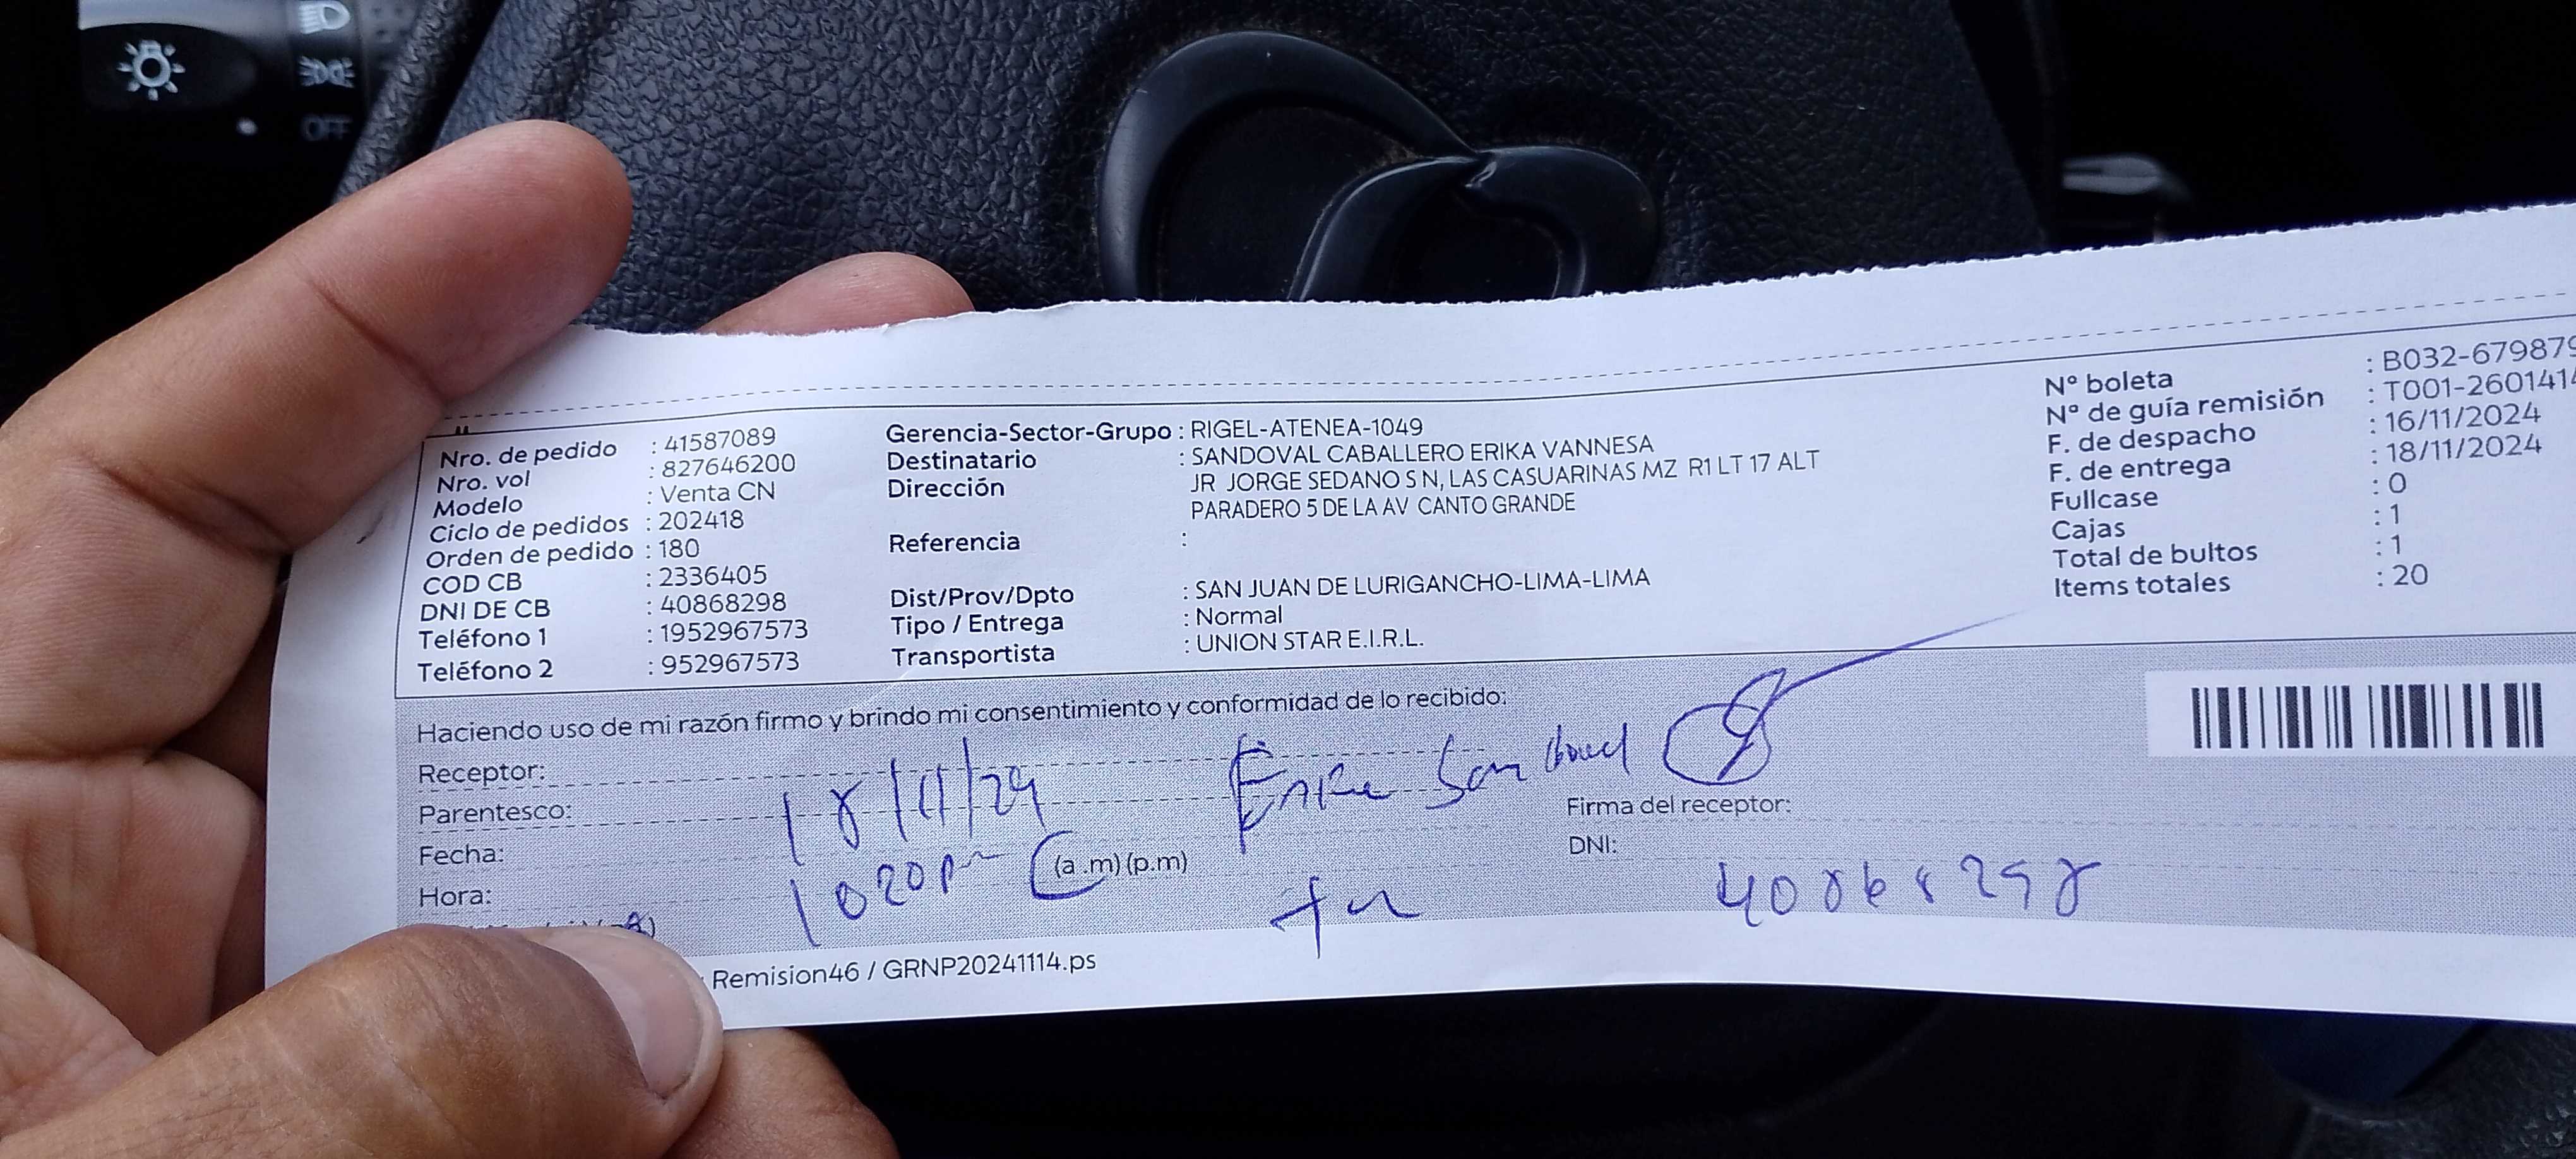 OFF
Nro. de pedido : 41587089
Nro. vol : 827646200
Modelo : Venta CN
Ciclo de pedidos : 202418
Orden de pedido : 180
COD CB : 2336405
DNI DE CB : 40868298
Teléfono 1 : 1952967573
Teléfono 2 : 952967573
Gerencia-Sector-Grupo : RIGEL-ATENEA-1049
Destinatario : SANDOVAL CABALLERO ERIKA VANNESA
Dirección JR JORGE SEDANO S N, LAS CASUARINAS MZ R1 LT 17 ALT
PARADERO 5 DE LA AV CANTO GRANDE
Referencia :
Dist/Prov/Dpto : SAN JUAN DE LURIGANCHO-LIMA-LIMA
Tipo / Entrega : Normal
Transportista : UNION STAR E.I.R.L.
N° boleta : B032-679879
N° de guía remisión : T001-2601414
F. de despacho : 16/11/2024
F. de entrega : 18/11/2024
Fullcase : 0
Cajas : 1
Total de bultos : 1
Items totales : 20
Haciendo uso de mi razón firmo y brindo mi consentimiento y conformidad de lo recibido:
Receptor:
Parentesco:
Fecha: 18/11/24
Hora: 1020 (a.m) (p.m)
Firma del receptor:
DNI: 40868298
Remision46 / GRNP20241114.ps